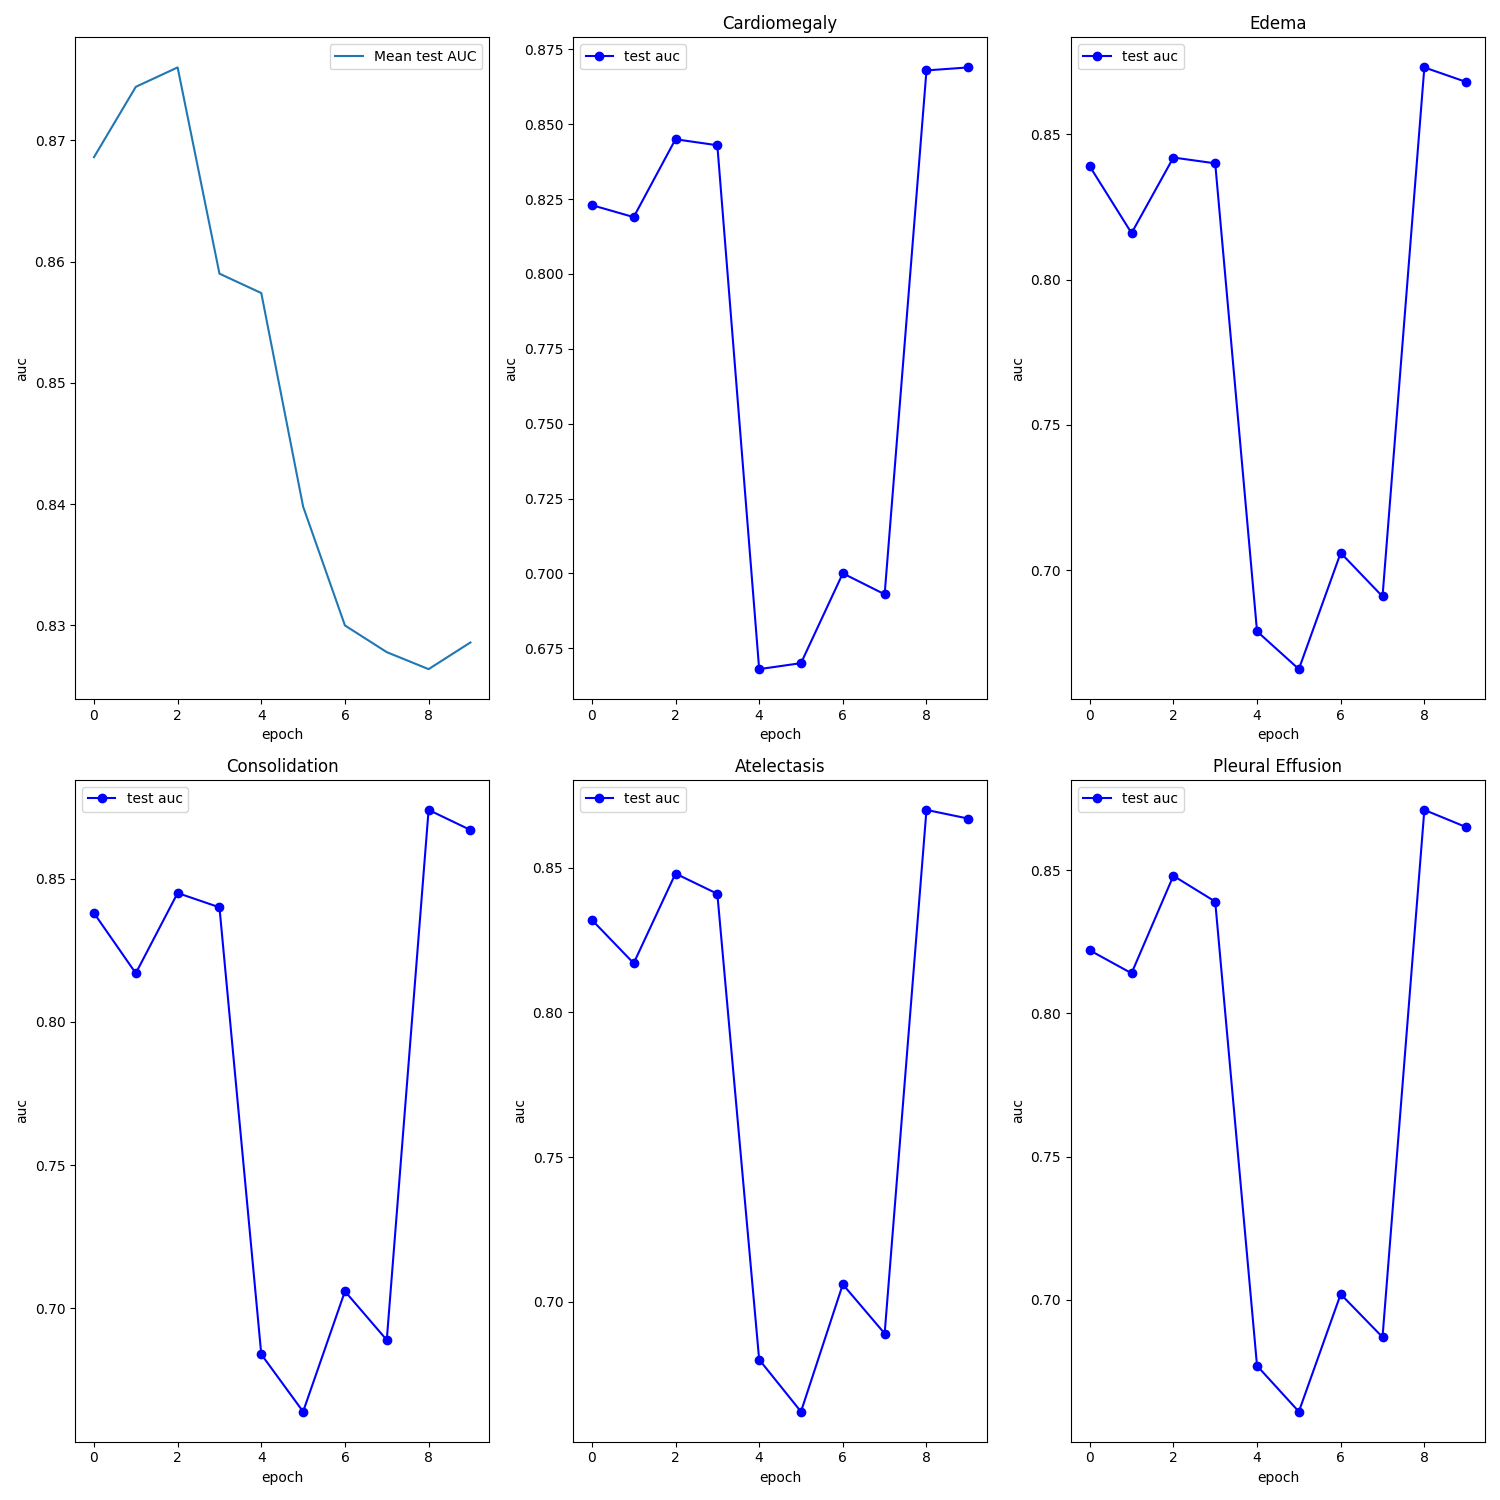 Mean test AUC
0.87
0.86
0.85
0.84
0.83
auc
0 2 4 6 8
epoch
Cardiomegaly
test auc
0.875
0.850
0.825
0.800
0.775
0.750
0.725
0.700
0.675
auc
0 2 4 6 8
epoch
Edema
test auc
0.85
0.80
0.75
0.70
auc
0 2 4 6 8
epoch
Consolidation
test auc
0.85
0.80
0.75
0.70
auc
0 2 4 6 8
epoch
Atelectasis
test auc
0.85
0.80
0.75
0.70
auc
0 2 4 6 8
epoch
Pleural Effusion
test auc
0.85
0.80
0.75
0.70
auc
0 2 4 6 8
epoch